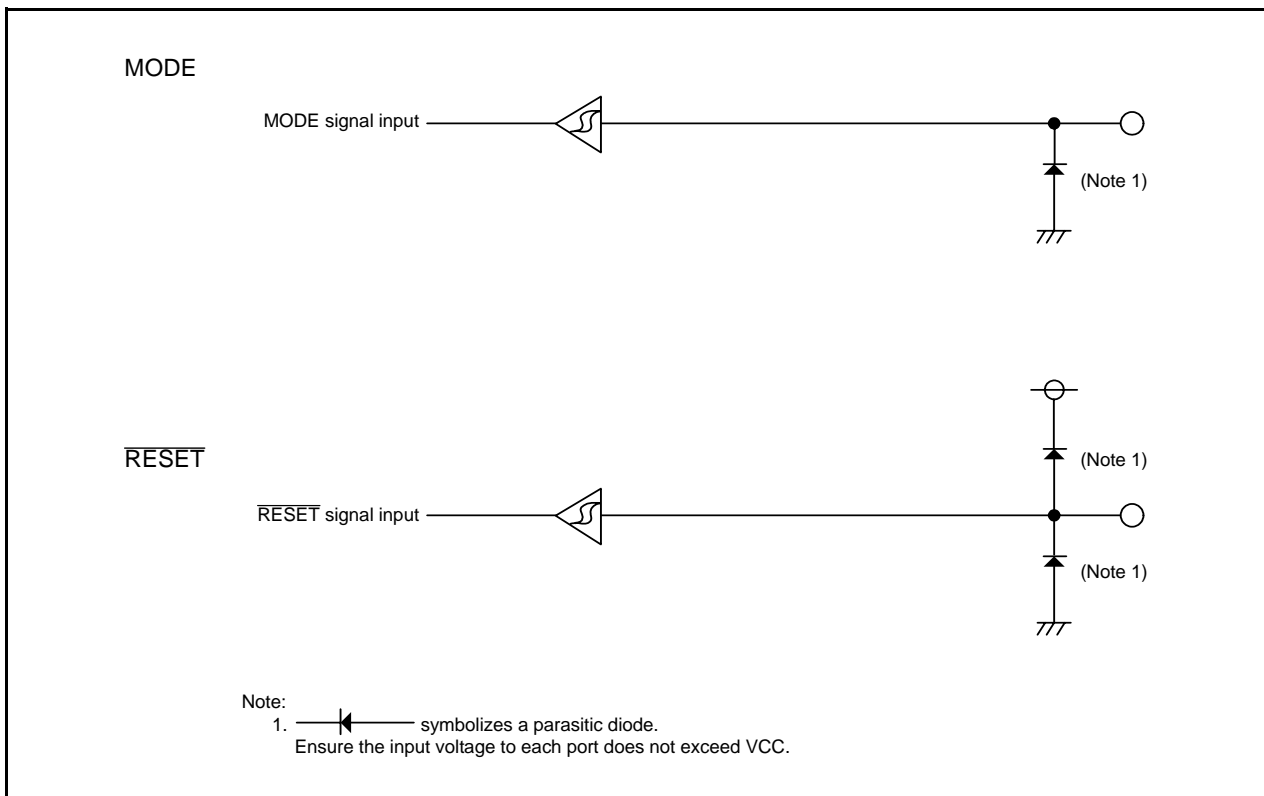 MODE
MODE signal input
(Note 1)
(Note 1)
RESET
RESET signal input
(Note 1)
Note:
1. symbolizes a parasitic diode.
Ensure the input voltage to each port does not exceed VCC.